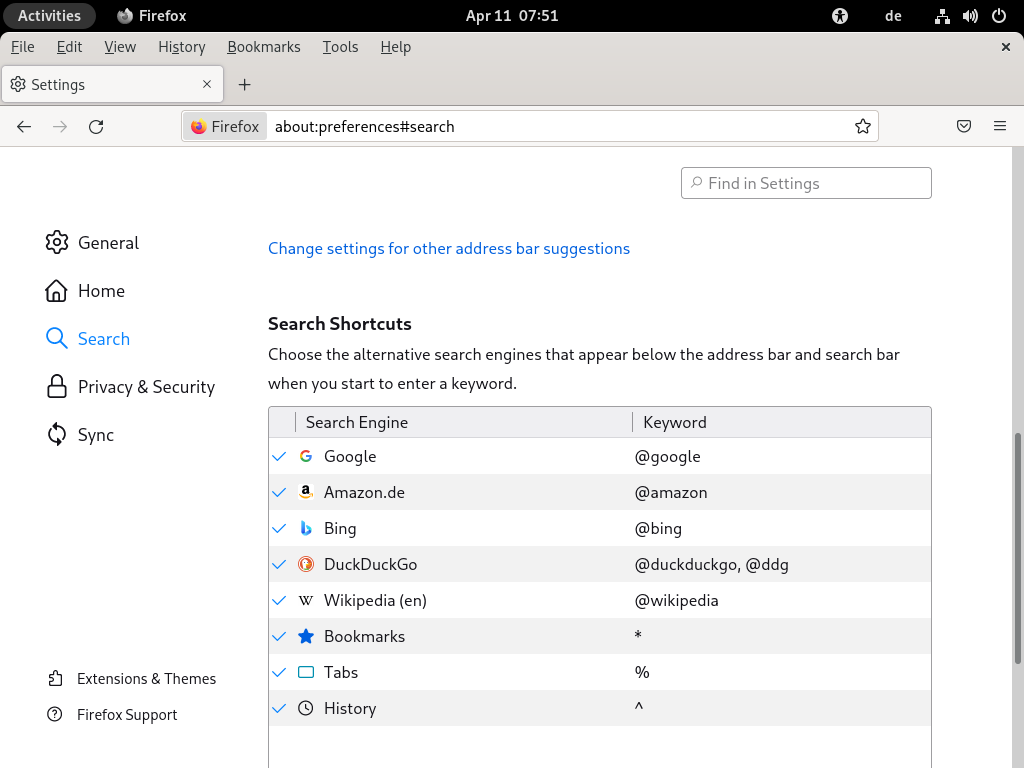 Activities Firefox Apr 11 07:51 de
File Edit View History Bookmarks Tools Help
Settings
Firefox about:preferences#search
Find in Settings
General
Home
Search
Privacy & Security
Sync
Extensions & Themes
Firefox Support
Change settings for other address bar suggestions
Search Shortcuts
Choose the alternative search engines that appear below the address bar and search bar
when you start to enter a keyword.
Search Engine Keyword
Google @google
Amazon.de @amazon
Bing @bing
DuckDuckGo @duckduckgo, @ddg
Wikipedia (en) @wikipedia
Bookmarks *
Tabs %
History ^